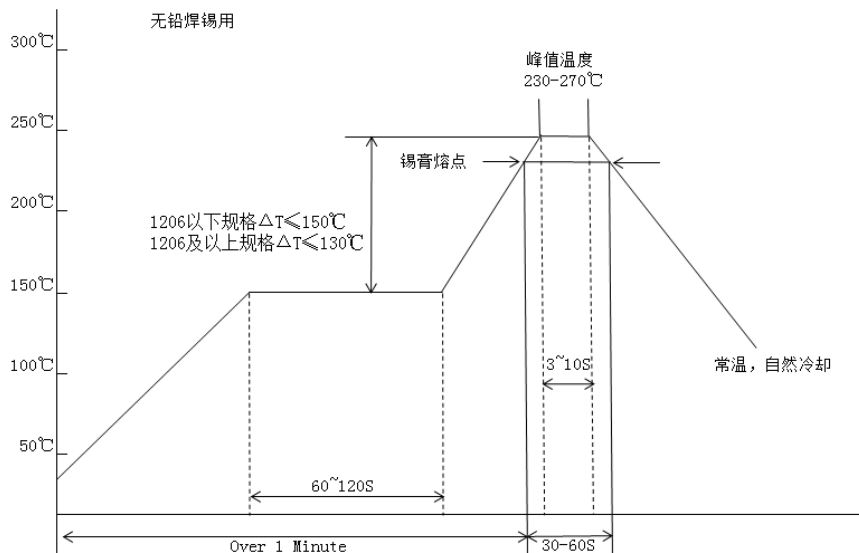 无铅焊锡用
300℃
峰值温度
230-270℃
250℃
锡膏熔点
200℃
1206以下规格△T≤150℃
1206及以上规格△T≤130℃
150℃
100℃
3~10S
常温，自然冷却
50℃
60~120S
Over 1 Minute
30-60S